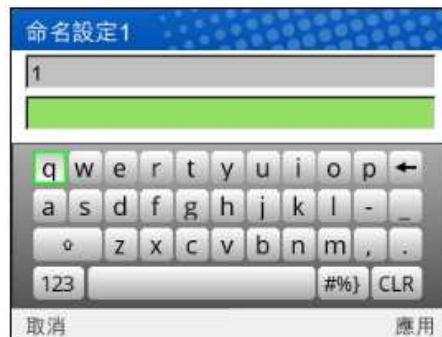 命名設定1
1
q w e r t y u i o p ←
a s d f g h j k l - _
⇧ z x c v b n m , .
123 #%} CLR
取消 應用